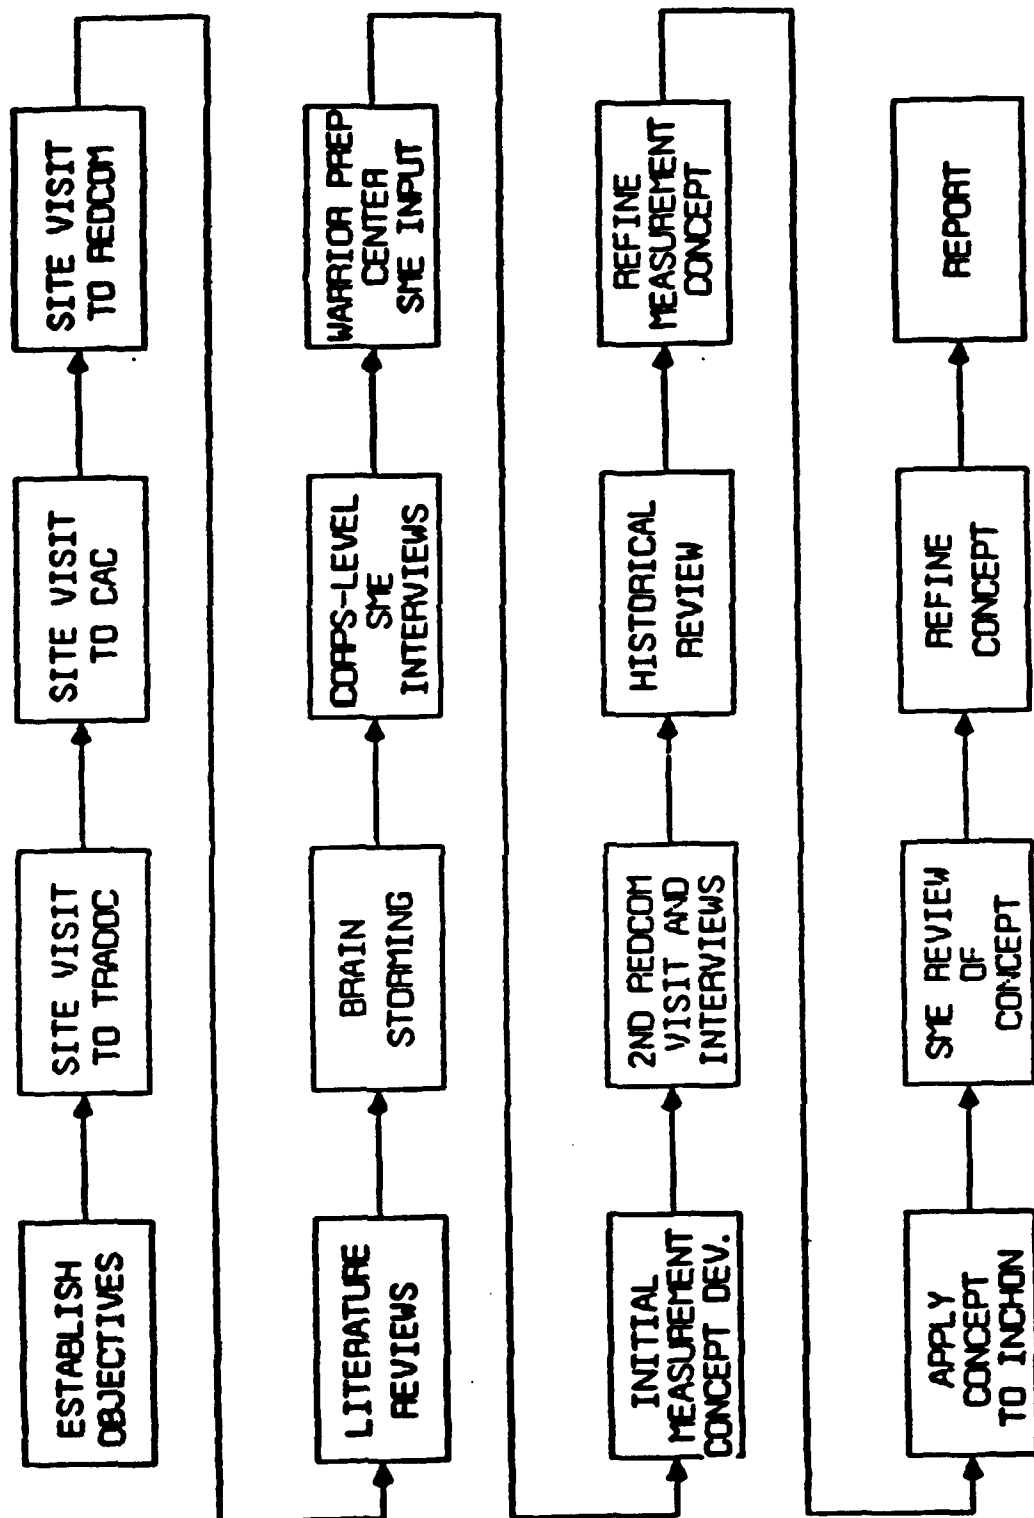 ESTABLISH
OBJECTIVES
SITE VISIT
TO TRADOC
SITE VISIT
TO CAC
SITE VISIT
TO REDCOM
LITERATURE
REVIEWS
BRAIN
STORMING
CORPS-LEVEL
SME
INTERVIEWS
WARRIOR PREP
CENTER
SME INPUT
INITIAL
MEASUREMENT
CONCEPT DEV.
2ND REDCOM
VISIT AND
INTERVIEWS
HISTORICAL
REVIEW
REFINE
MEASUREMENT
CONCEPT
APPLY
CONCEPT
TO INCHON
SME REVIEW
OF
CONCEPT
REFINE
CONCEPT
REPORT